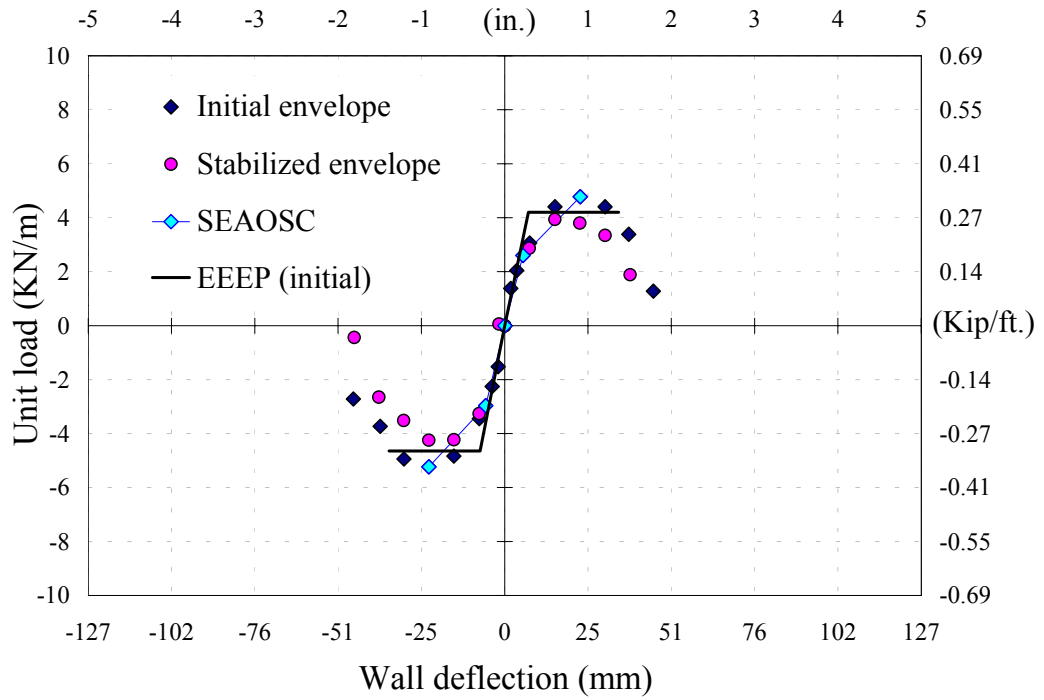 -5 -4 -3 -2 -1 (in.) 1 2 3 4 5
10 0.69
8 0.55
6 0.41
4 0.27
2 0.14
0 (Kip/ft.)
-2 -0.14
-4 -0.27
-6 -0.41
-8 -0.55
-10 -0.69
Initial envelope
Stabilized envelope
SEAOSC
EEEP (initial)
Unit load (KN/m)
-127 -102 -76 -51 -25 0 25 51 76 102 127
Wall deflection (mm)